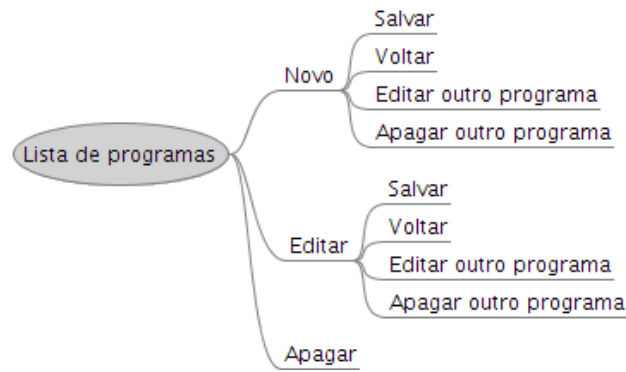 Lista de programas
Novo
Salvar
Voltar
Editar outro programa
Apagar outro programa
Editar
Salvar
Voltar
Editar outro programa
Apagar outro programa
Apagar